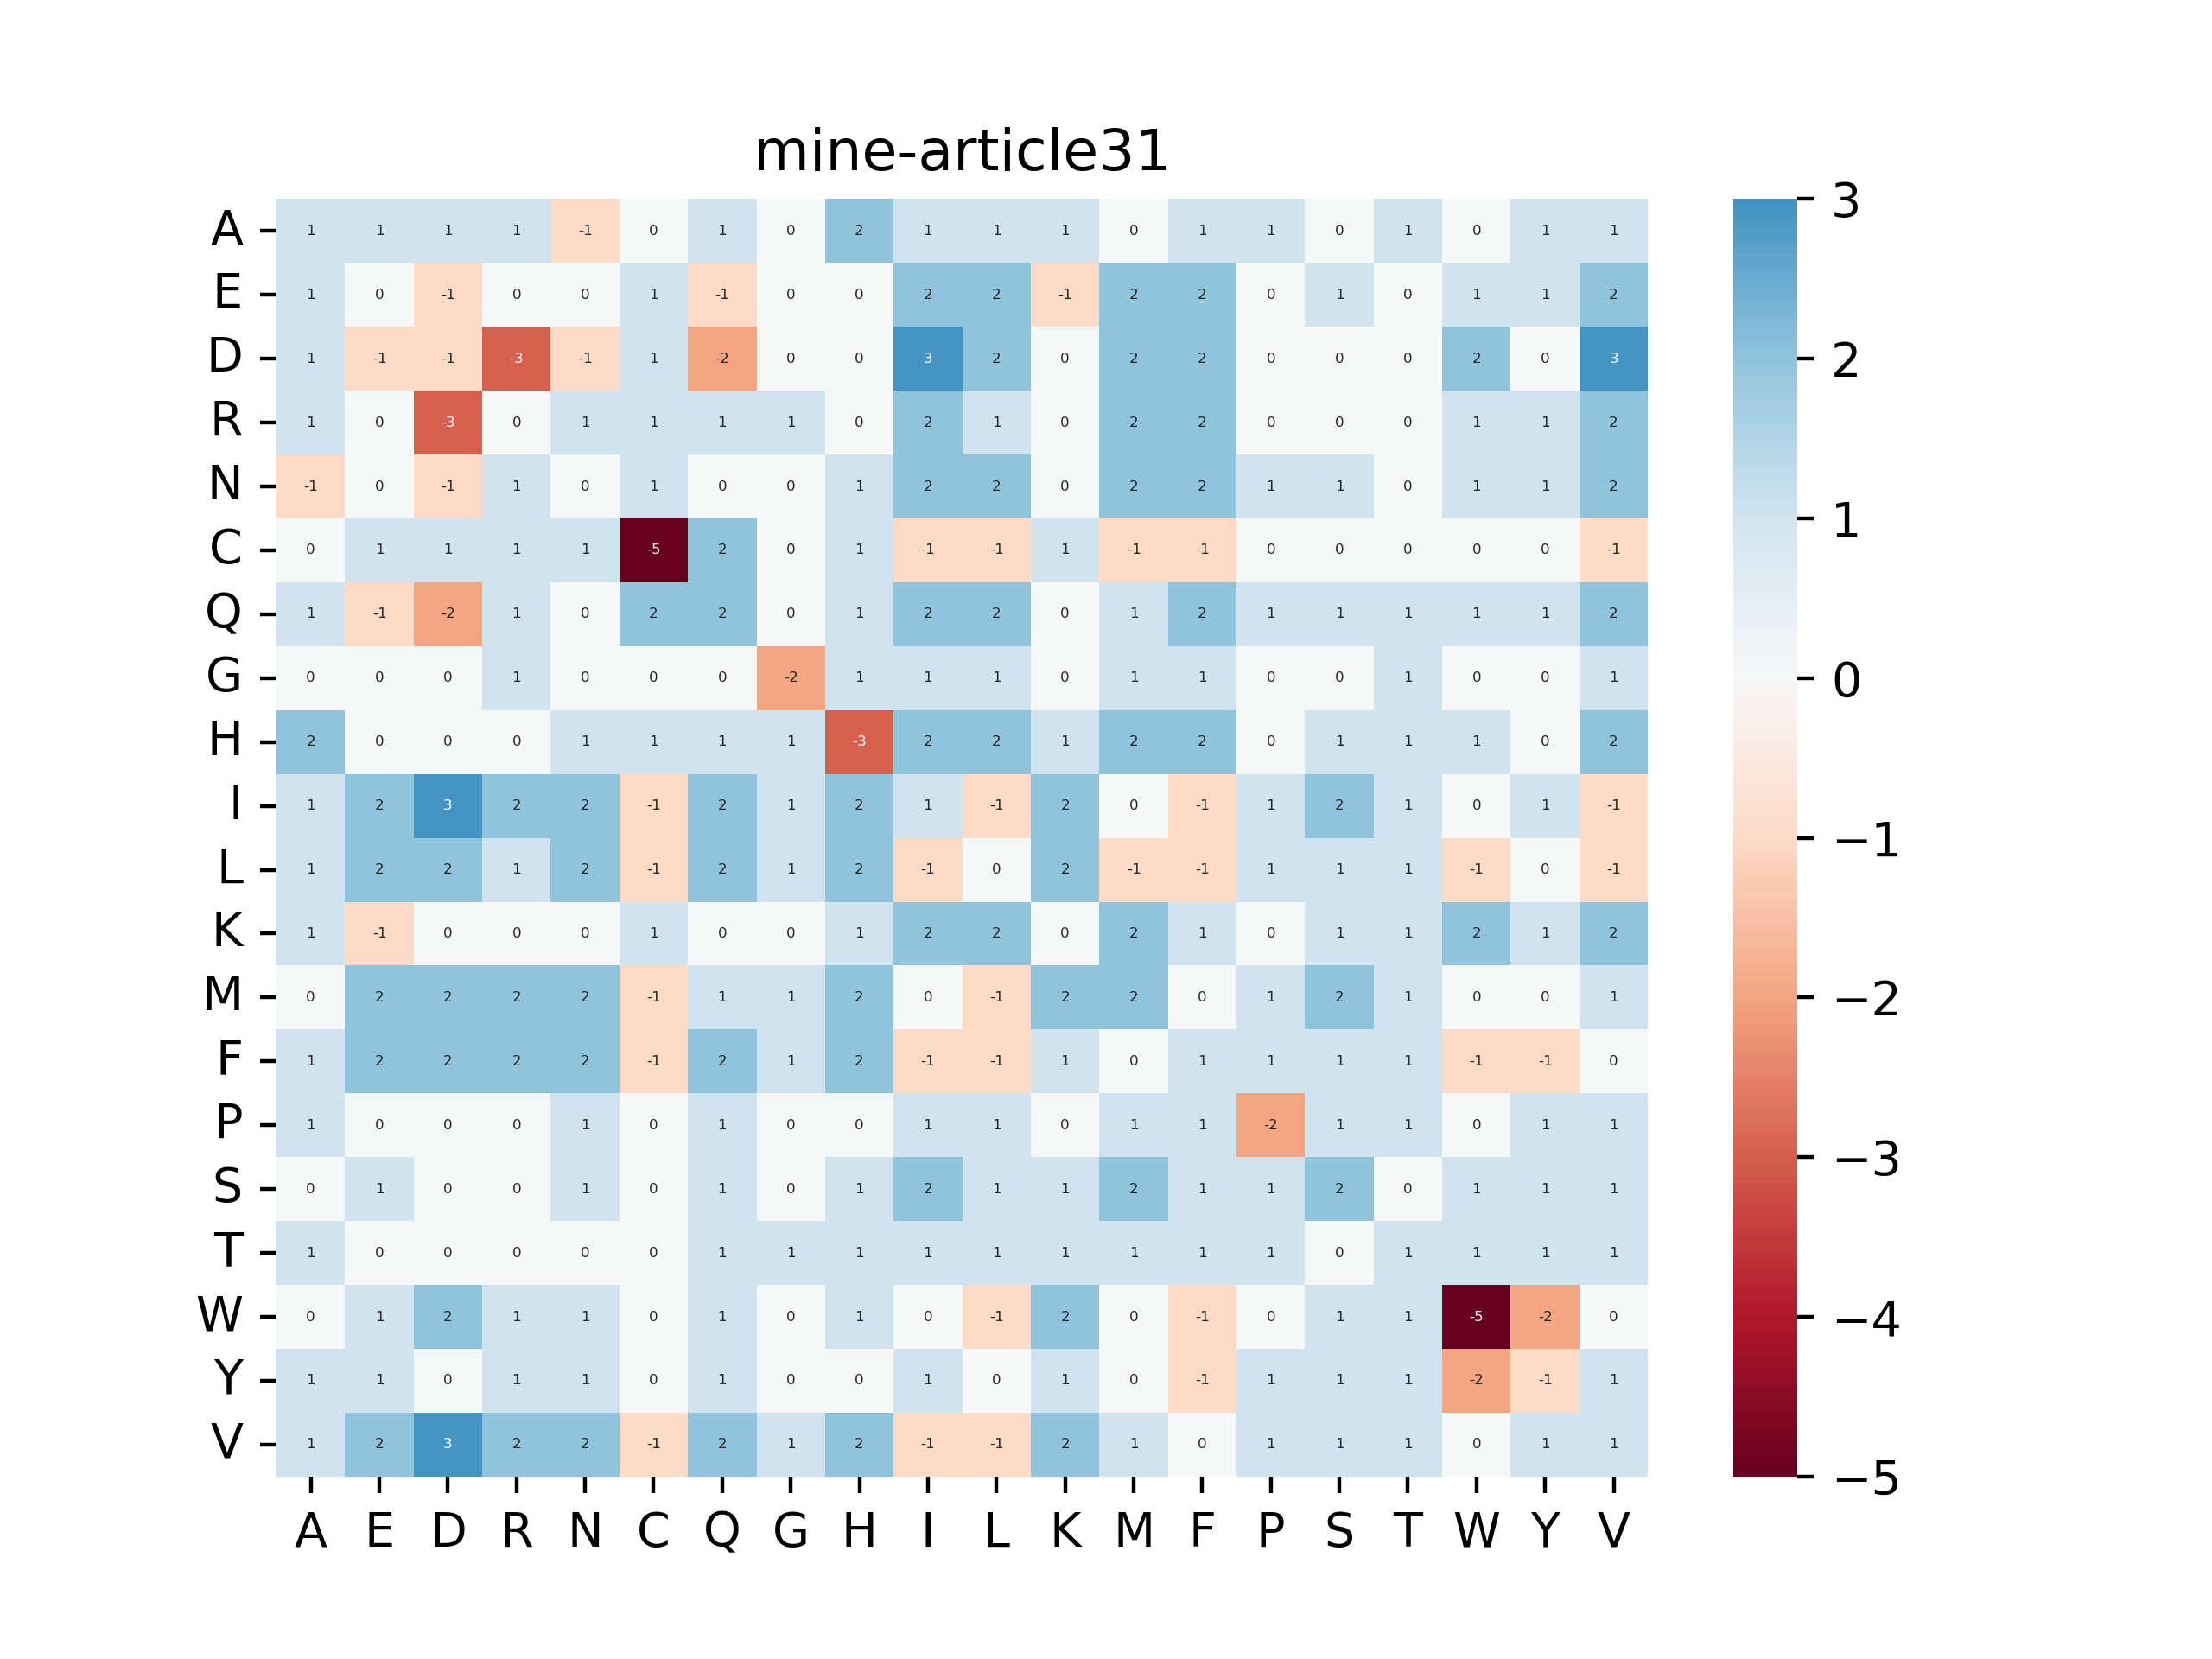 mine-article31
A 1 1 1 1 -1 0 1 0 2 1 1 1 0 1 1 0 1 0 1 1
E 1 0 -1 0 0 1 -1 0 0 2 2 -1 2 2 0 1 0 1 1 2
D 1 -1 -1 -3 -1 1 -2 0 0 3 2 0 2 2 0 0 0 2 0 3
R 1 0 -3 0 1 1 1 1 0 2 1 0 2 2 0 0 0 1 1 2
N -1 0 -1 1 0 1 0 0 1 2 2 0 2 2 1 1 0 1 1 2
C 0 1 1 1 1 -5 2 0 1 -1 -1 1 -1 -1 0 0 0 0 0 -1
Q 1 -1 -2 1 0 2 2 0 1 2 2 0 1 2 1 1 1 1 1 2
G 0 0 0 1 0 0 0 -2 1 1 1 0 1 1 0 0 1 0 0 1
H 2 0 0 0 1 1 1 1 -3 2 2 1 2 2 0 1 1 1 0 2
I 1 2 3 2 2 -1 2 1 2 1 -1 2 0 -1 1 2 1 0 1 -1
L 1 2 2 1 2 -1 2 1 2 -1 0 2 -1 -1 1 1 1 -1 0 -1
K 1 -1 0 0 0 1 0 0 1 2 2 0 2 1 0 1 1 2 1 2
M 0 2 2 2 2 -1 1 1 2 0 -1 2 2 0 1 2 1 0 0 1
F 1 2 2 2 2 -1 2 1 2 -1 -1 1 0 1 1 1 1 -1 -1 0
P 1 0 0 0 1 0 1 0 0 1 1 0 1 1 -2 1 1 0 1 1
S 0 1 0 0 1 0 1 0 1 2 1 1 2 1 1 2 0 1 1 1
T 1 0 0 0 0 0 1 1 1 1 1 1 1 1 1 0 1 1 1 1
W 0 1 2 1 1 0 1 0 1 0 -1 2 0 -1 0 1 1 -5 -2 0
Y 1 1 0 1 1 0 1 0 0 1 0 1 0 -1 1 1 1 -2 -1 1
V 1 2 3 2 2 -1 2 1 2 -1 -1 2 1 0 1 1 1 0 1 1
A E D R N C Q G H I L K M F P S T W Y V
3
2
1
0
−1
−2
−3
−4
−5